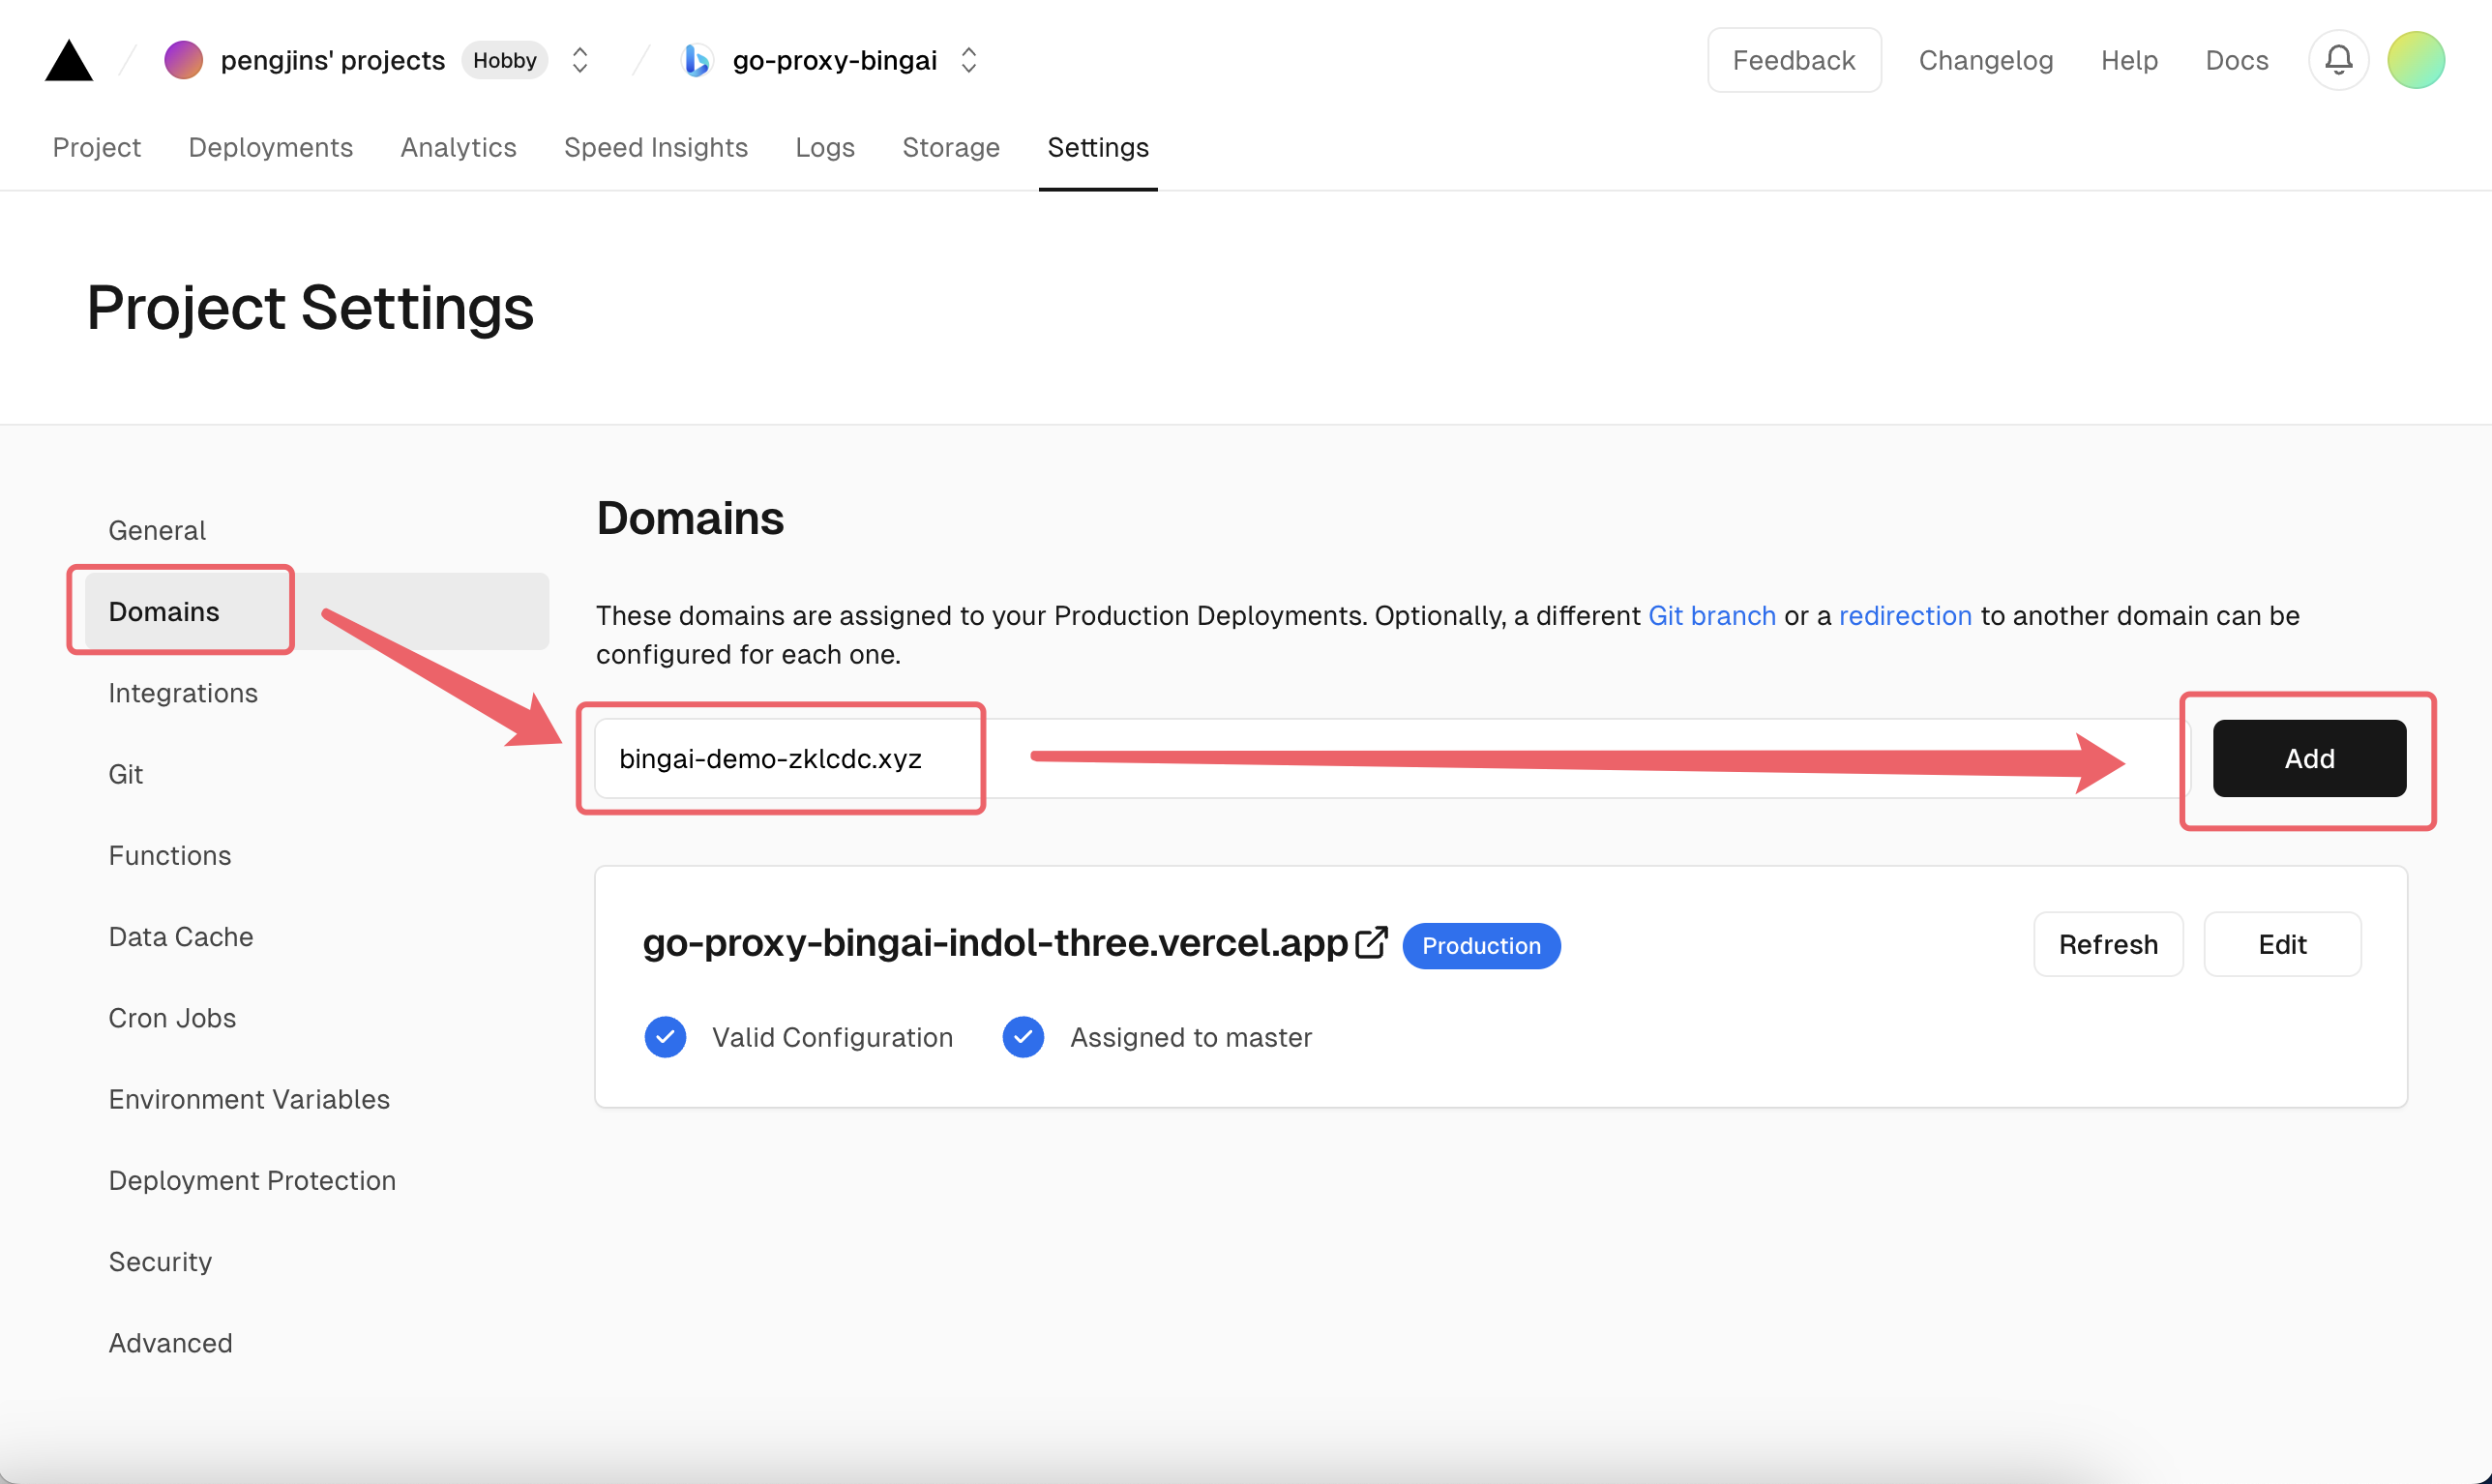 pengjins' projects Hobby go-proxy-bingai Feedback Changelog Help Docs
Project Deployments Analytics Speed Insights Logs Storage Settings
Project Settings
General
Domains
Integrations
Git
Functions
Data Cache
Cron Jobs
Environment Variables
Deployment Protection
Security
Advanced
Domains
These domains are assigned to your Production Deployments. Optionally, a different Git branch or a redirection to another domain can be
configured for each one.
bingai-demo-zklcdc.xyz Add
go-proxy-bingai-indol-three.vercel.app Production Refresh Edit
Valid Configuration Assigned to master